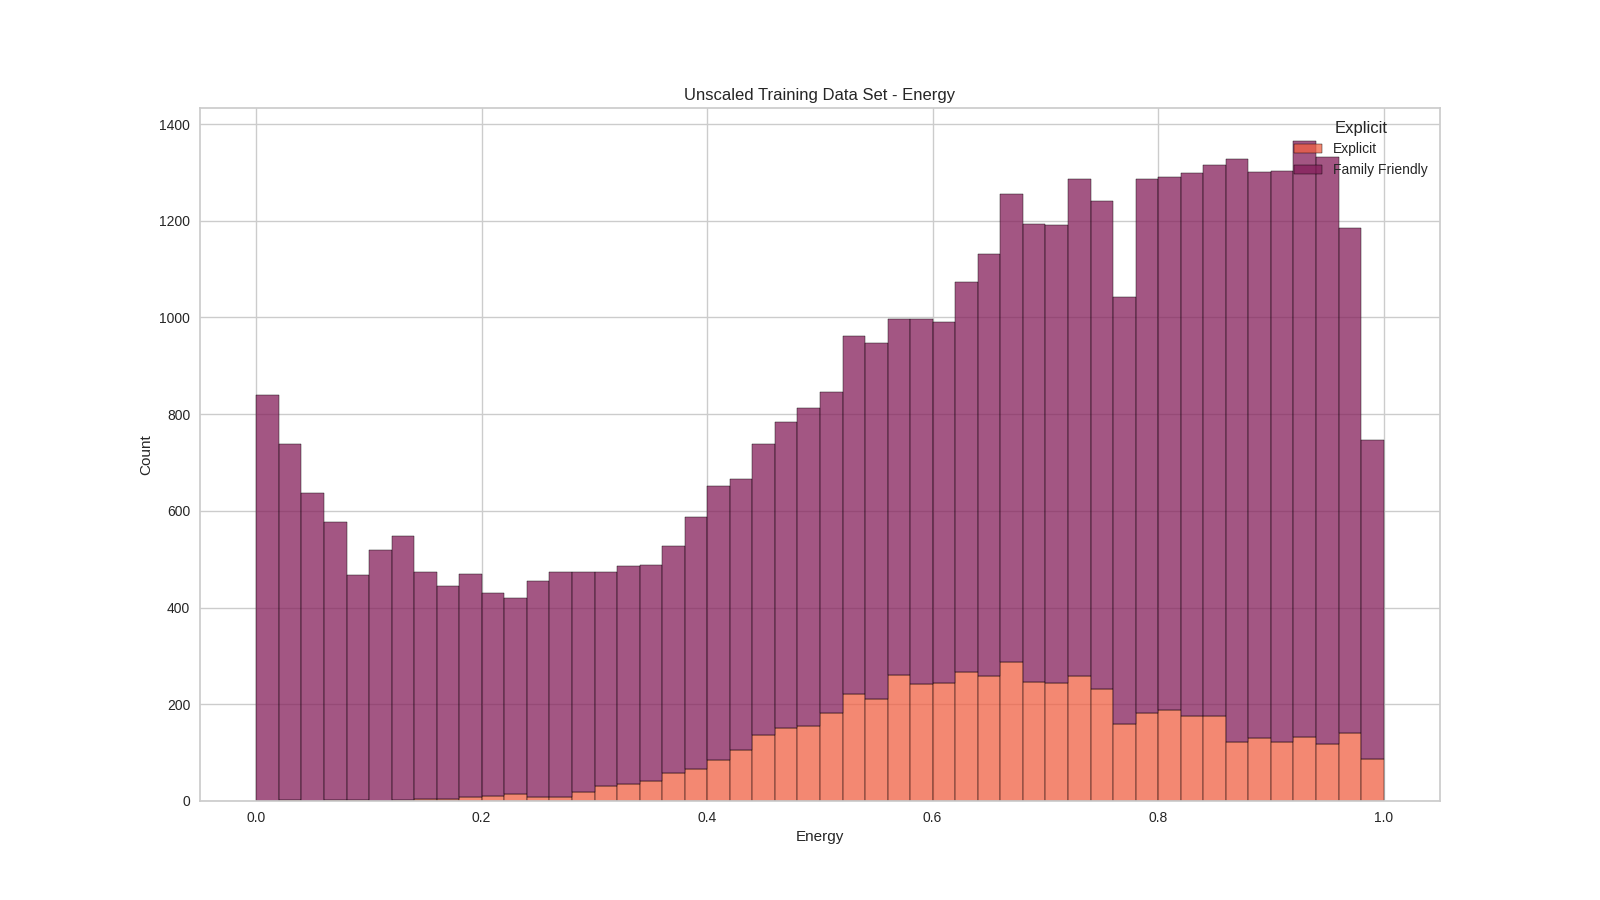 Unscaled Training Data Set - Energy
Explicit
Explicit
Family Friendly
Count
1400
1200
1000
800
600
400
200
0
0.0 0.2 0.4 0.6 0.8 1.0
Energy